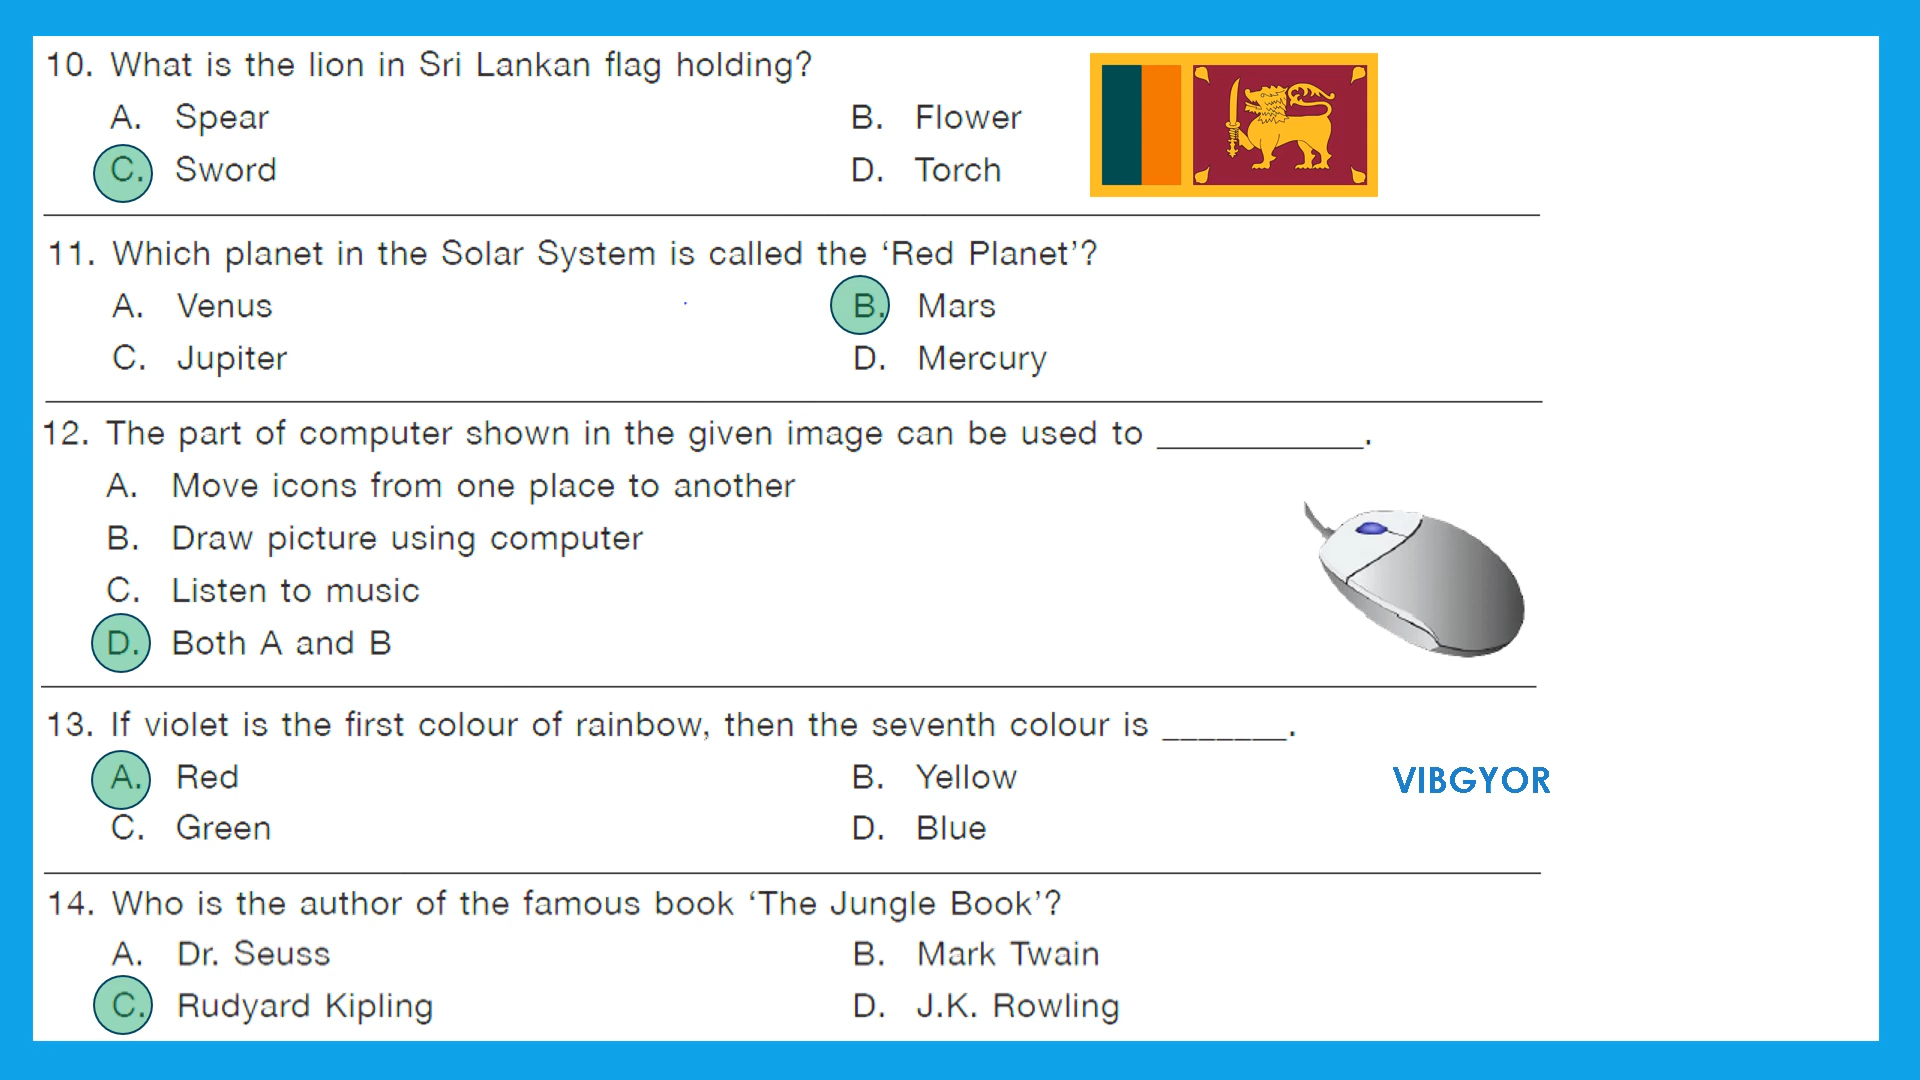 10. What is the lion in Sri Lankan flag holding?
A. Spear B. Flower
C. Sword D. Torch
11. Which planet in the Solar System is called the ‘Red Planet’?
A. Venus B. Mars
C. Jupiter D. Mercury
12. The part of computer shown in the given image can be used to ___________.
A. Move icons from one place to another
B. Draw picture using computer
C. Listen to music
D. Both A and B
13. If violet is the first colour of rainbow, then the seventh colour is _______.
A. Red B. Yellow VIBGYOR
C. Green D. Blue
14. Who is the author of the famous book ‘The Jungle Book’?
A. Dr. Seuss B. Mark Twain
C. Rudyard Kipling D. J.K. Rowling